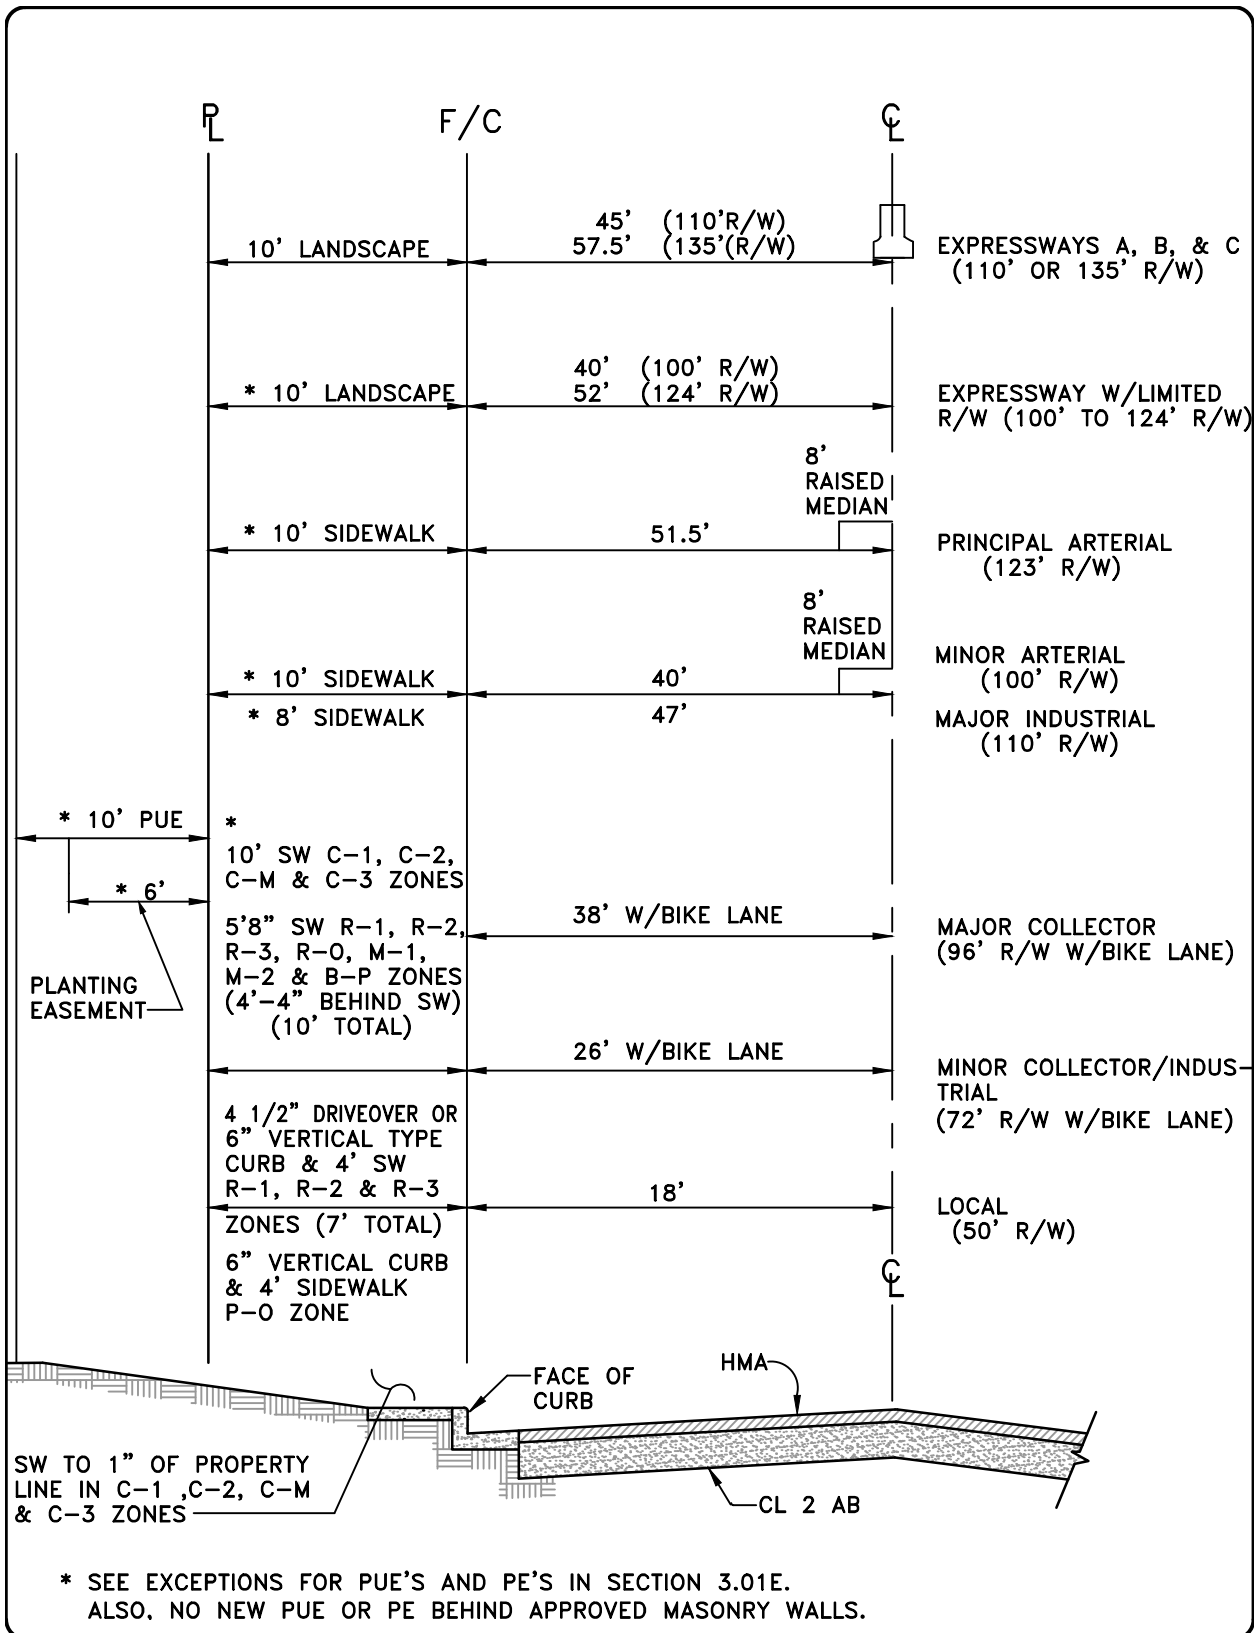 PL
F/C
CL
10' LANDSCAPE
45' (110'R/W)
57.5' (135'(R/W)
EXPRESSWAYS A, B, & C
(110' OR 135' R/W)
* 10' LANDSCAPE
40' (100' R/W)
52' (124' R/W)
EXPRESSWAY W/LIMITED
R/W (100' TO 124' R/W)
8'
RAISED
MEDIAN
* 10' SIDEWALK
51.5'
PRINCIPAL ARTERIAL
(123' R/W)
8'
RAISED
MEDIAN
* 10' SIDEWALK
40'
MINOR ARTERIAL
(100' R/W)
* 8' SIDEWALK
47'
MAJOR INDUSTRIAL
(110' R/W)
* 10' PUE
* 6'
PLANTING
EASEMENT
*
10' SW C-1, C-2,
C-M & C-3 ZONES
5'8" SW R-1, R-2,
R-3, R-O, M-1,
M-2 & B-P ZONES
(4'-4" BEHIND SW)
(10' TOTAL)
38' W/BIKE LANE
MAJOR COLLECTOR
(96' R/W W/BIKE LANE)
26' W/BIKE LANE
MINOR COLLECTOR/INDUS-
TRIAL
(72' R/W W/BIKE LANE)
4 1/2" DRIVEOVER OR
6" VERTICAL TYPE
CURB & 4' SW
R-1, R-2 & R-3
ZONES (7' TOTAL)
18'
LOCAL
(50' R/W)
6" VERTICAL CURB
& 4' SIDEWALK
P-O ZONE
CL
FACE OF
CURB
HMA
SW TO 1" OF PROPERTY
LINE IN C-1 ,C-2, C-M
& C-3 ZONES
CL 2 AB
* SEE EXCEPTIONS FOR PUE'S AND PE'S IN SECTION 3.01E.
ALSO, NO NEW PUE OR PE BEHIND APPROVED MASONRY WALLS.